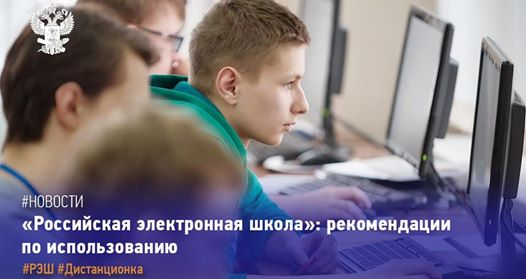 #НОВОСТИ
«Российская электронная школа»: рекомендации
по использованию
#РЭШ #Дистанционка